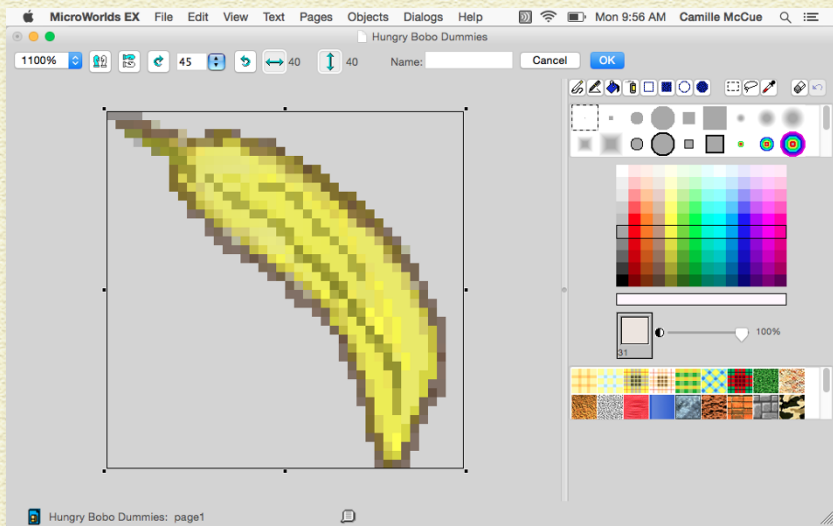 MicroWorlds EX File Edit View Text Pages Objects Dialogs Help Mon 9:56 AM Camille McCue
Hungry Bobo Dummies
1100% 45 40 40 Name: Cancel OK
100%
31
Hungry Bobo Dummies: page1